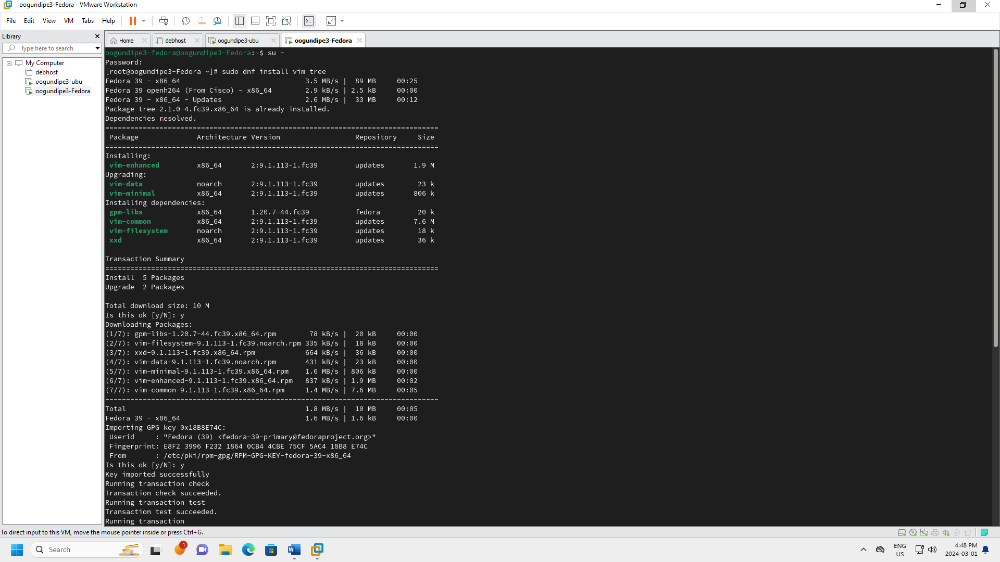 oogundipe3-Fedora - VMware Workstation
File Edit View VM Tabs Help
Library
Type here to search
My Computer
debhost
oogundipe3-ubu
oogundipe3-Fedora
Home debhost oogundipe3-ubu oogundipe3-Fedora
oogundipe3-fedora@oogundipe3-Fedora:~$ su -
Password:
[root@oogundipe3-Fedora ~]# sudo dnf install vim tree
Fedora 39 - x86_64 3.5 MB/s | 89 MB 00:25
Fedora 39 openh264 (From Cisco) - x86_64 2.9 kB/s | 2.5 kB 00:00
Fedora 39 - x86_64 - Updates 2.6 MB/s | 33 MB 00:12
Package tree-2.1.0-4.fc39.x86_64 is already installed.
Dependencies resolved.
================================================================================
Package Architecture Version Repository Size
================================================================================
Installing:
vim-enhanced x86_64 2:9.1.113-1.fc39 updates 1.9 M
Upgrading:
vim-data noarch 2:9.1.113-1.fc39 updates 23 k
vim-minimal x86_64 2:9.1.113-1.fc39 updates 806 k
Installing dependencies:
gpm-libs x86_64 1.20.7-44.fc39 fedora 20 k
vim-common x86_64 2:9.1.113-1.fc39 updates 7.6 M
vim-filesystem noarch 2:9.1.113-1.fc39 updates 18 k
xxd x86_64 2:9.1.113-1.fc39 updates 36 k
Transaction Summary
================================================================================
Install 5 Packages
Upgrade 2 Packages
Total download size: 10 M
Is this ok [y/N]: y
Downloading Packages:
(1/7): gpm-libs-1.20.7-44.fc39.x86_64.rpm 78 kB/s | 20 kB 00:00
(2/7): vim-filesystem-9.1.113-1.fc39.noarch.rpm 335 kB/s | 18 kB 00:00
(3/7): xxd-9.1.113-1.fc39.x86_64.rpm 664 kB/s | 36 kB 00:00
(4/7): vim-data-9.1.113-1.fc39.noarch.rpm 431 kB/s | 23 kB 00:00
(5/7): vim-minimal-9.1.113-1.fc39.x86_64.rpm 1.6 MB/s | 806 kB 00:00
(6/7): vim-enhanced-9.1.113-1.fc39.x86_64.rpm 837 kB/s | 1.9 MB 00:02
(7/7): vim-common-9.1.113-1.fc39.x86_64.rpm 1.4 MB/s | 7.6 MB 00:05
--------------------------------------------------------------------------------
Total 1.8 MB/s | 10 MB 00:05
Fedora 39 - x86_64 1.6 MB/s | 1.6 kB 00:00
Importing GPG key 0x18B8E74C:
Userid : "Fedora (39) <fedora-39-primary@fedoraproject.org>"
Fingerprint: E8F2 3996 F232 1864 0CB4 4CBE 75CF 5AC4 18B8 E74C
From : /etc/pki/rpm-gpg/RPM-GPG-KEY-fedora-39-x86_64
Is this ok [y/N]: y
Key imported successfully
Running transaction check
Transaction check succeeded.
Running transaction test
Transaction test succeeded.
Running transaction
To direct input to this VM, move the mouse pointer inside or press Ctrl+G.
Search
1
ENG
US
4:48 PM
2024-03-01